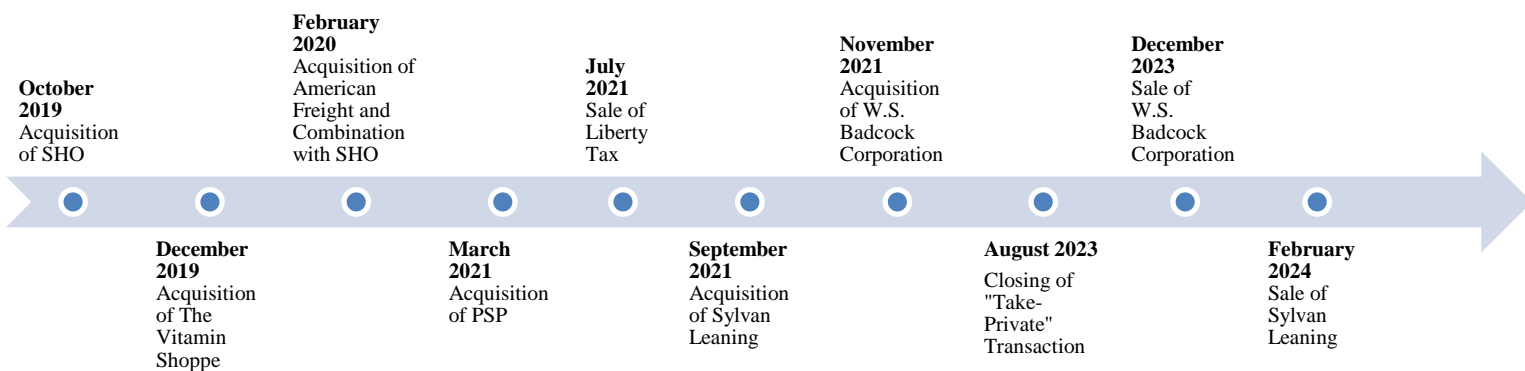 October
2019
Acquisition
of SHO
December
2019
Acquisition
of The
Vitamin
Shoppe
February
2020
Acquisition of
American
Freight and
Combination
with SHO
March
2021
Acquisition
of PSP
July
2021
Sale of
Liberty
Tax
September
2021
Acquisition
of Sylvan
Leaning
November
2021
Acquisition
of W.S.
Badcock
Corporation
August 2023
Closing of
"Take-
Private"
Transaction
December
2023
Sale of
W.S.
Badcock
Corporation
February
2024
Sale of
Sylvan
Leaning